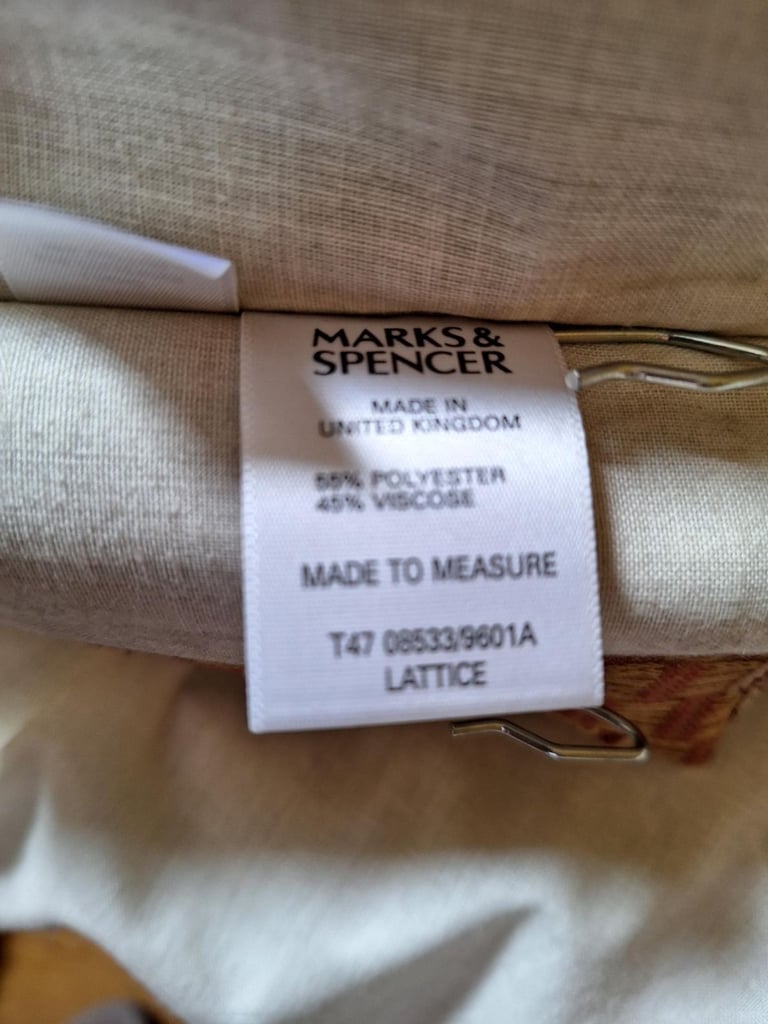 MARKS &
SPENCER
MADE IN
UNITED KINGDOM
55% POLYESTER
45% VISCOSE
MADE TO MEASURE
T47 08533/9601A
LATTICE